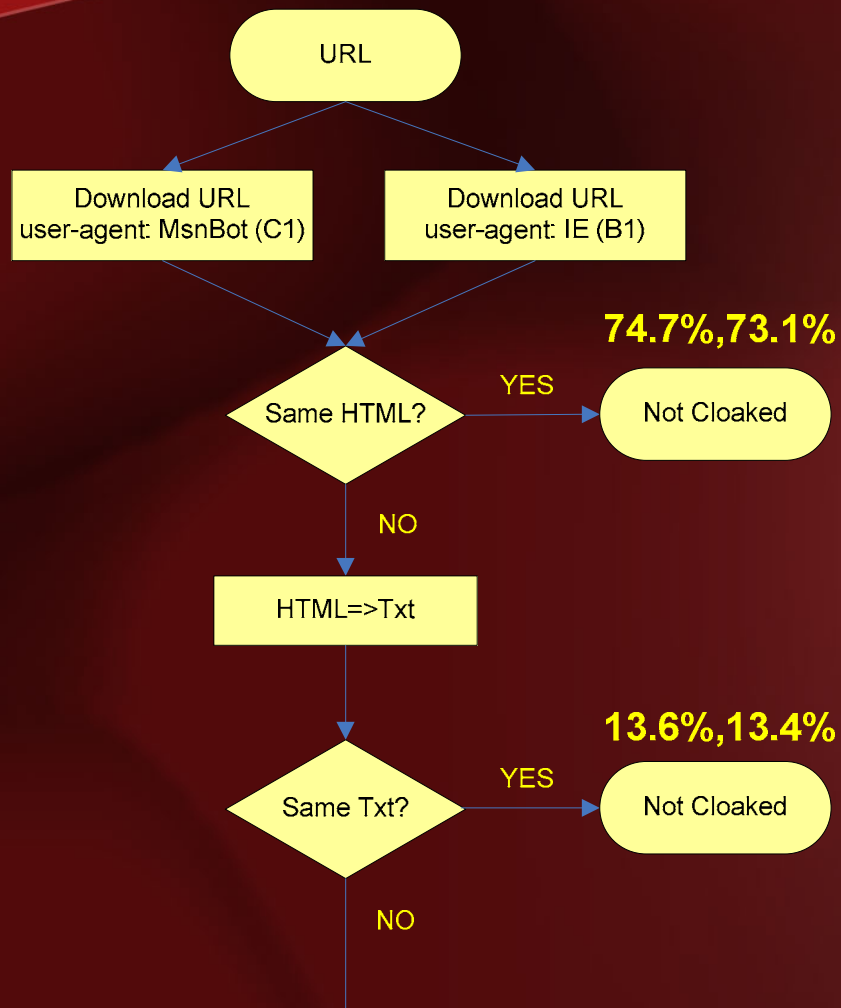 URL
Download URL
user-agent: MsnBot (C1)
Download URL
user-agent: IE (B1)
74.7%,73.1%
Same HTML?
YES
Not Cloaked
NO
HTML=>Txt
13.6%,13.4%
Same Txt?
YES
Not Cloaked
NO